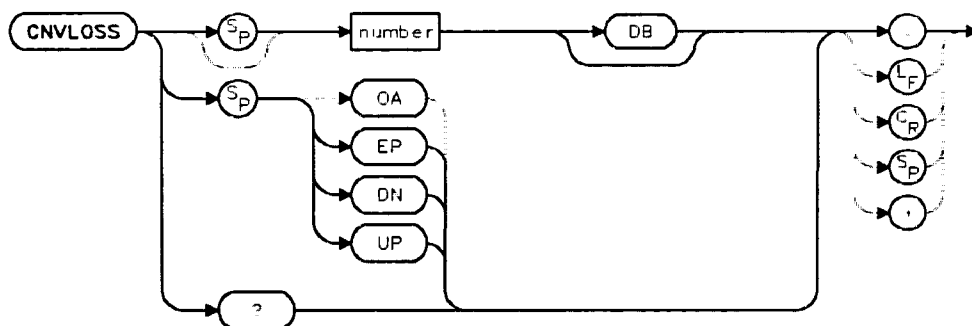 CNVLOSS SP number DB
LF
SP OA
CR
EP
SP
DN
,
UP
?